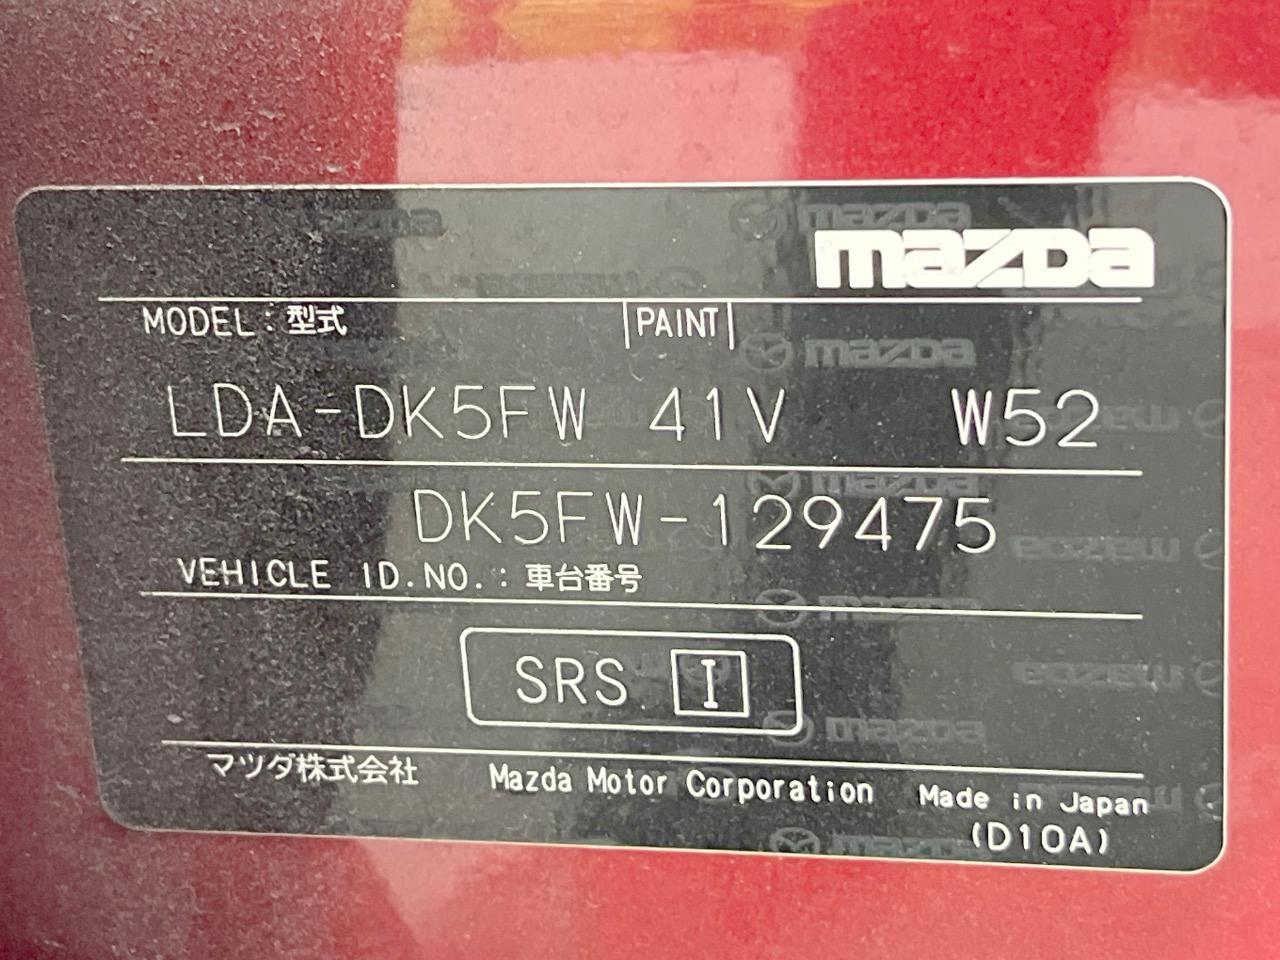 mazda
MODEL : 型式 PAINT
LDA-DK5FW 41V W52
DK5FW-129475
VEHICLE ID.NO. : 車台番号
SRS I
マツダ株式会社 Mazda Motor Corporation Made in Japan
(D10A)